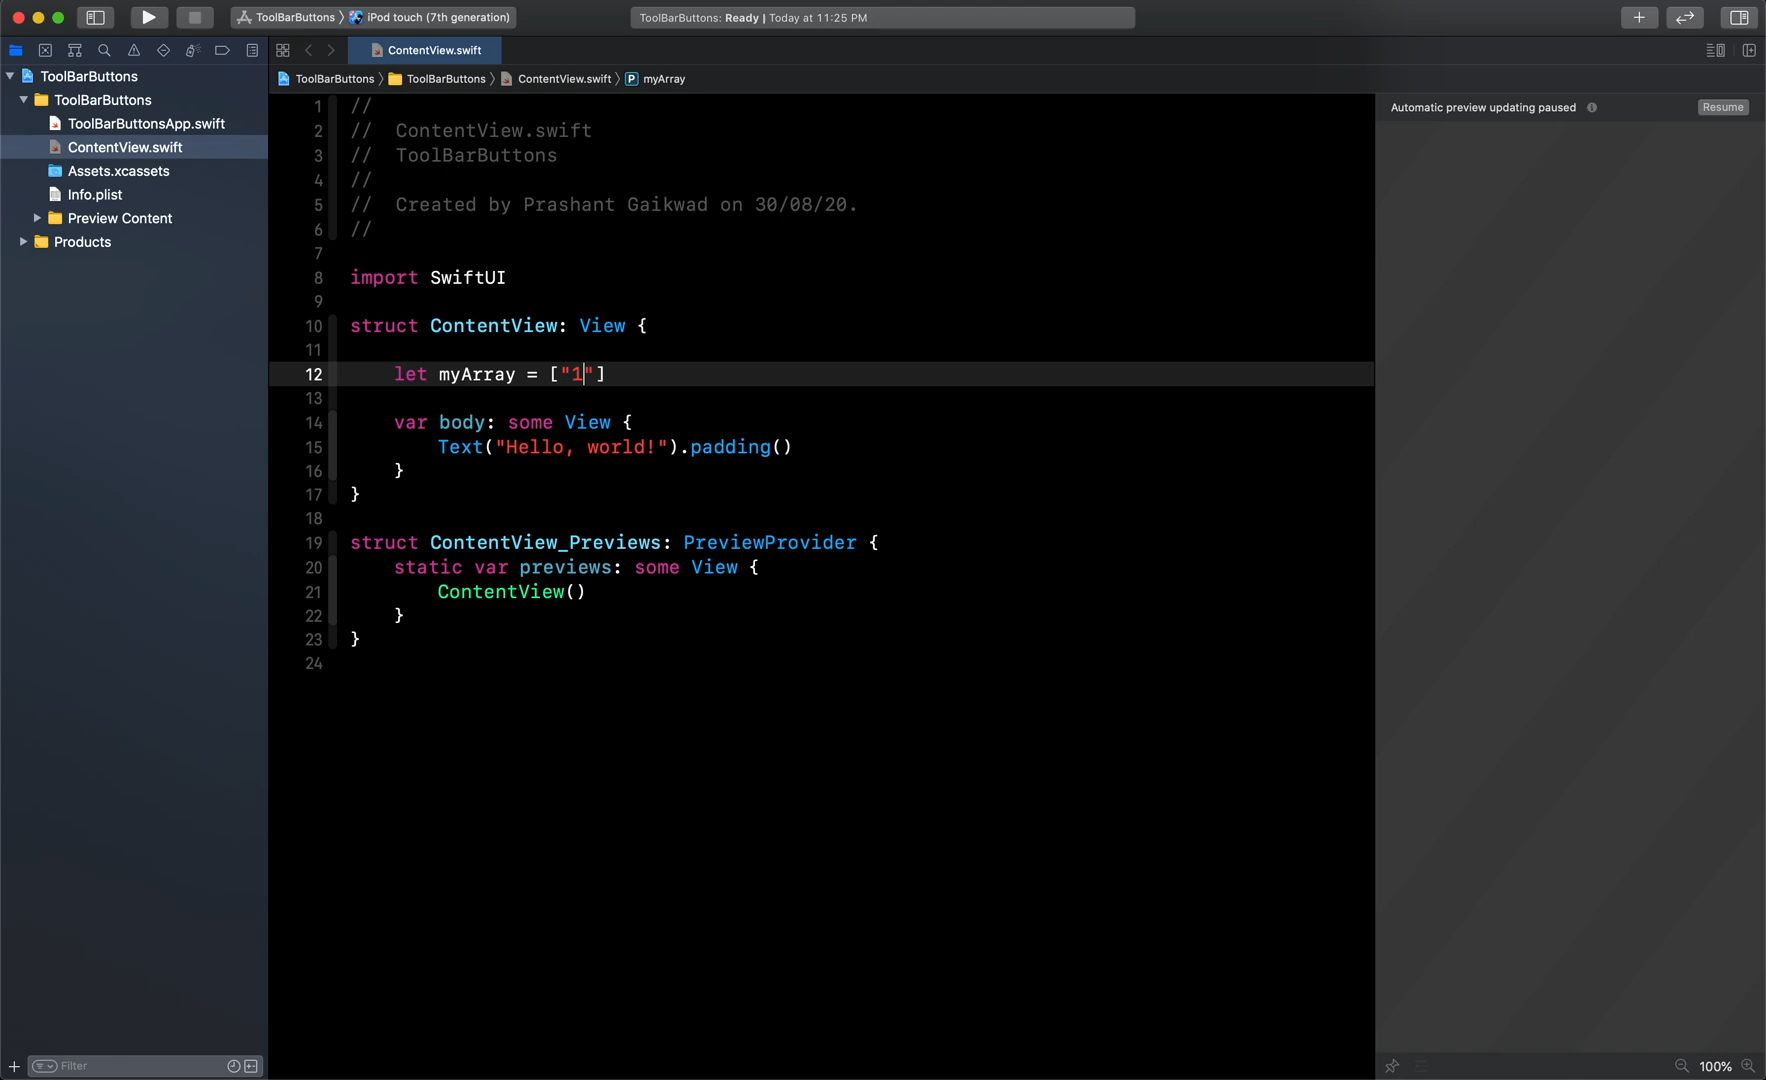 ToolBarButtons 〉 iPod touch (7th generation)
ToolBarButtons: Ready | Today at 11:25 PM
ContentView.swift
ToolBarButtons 〉 ToolBarButtons 〉 ContentView.swift 〉 P myArray
ToolBarButtons
ToolBarButtons
ToolBarButtonsApp.swift
ContentView.swift
Assets.xcassets
Info.plist
Preview Content
Products
1 //
2 // ContentView.swift
3 // ToolBarButtons
4 //
5 // Created by Prashant Gaikwad on 30/08/20.
6 //
7
8 import SwiftUI
9
10 struct ContentView: View {
11
12 let myArray = ["1"]
13
14 var body: some View {
15 Text("Hello, world!").padding()
16 }
17 }
18
19 struct ContentView_Previews: PreviewProvider {
20 static var previews: some View {
21 ContentView()
22 }
23 }
24
Automatic preview updating paused
Resume
Filter
100%